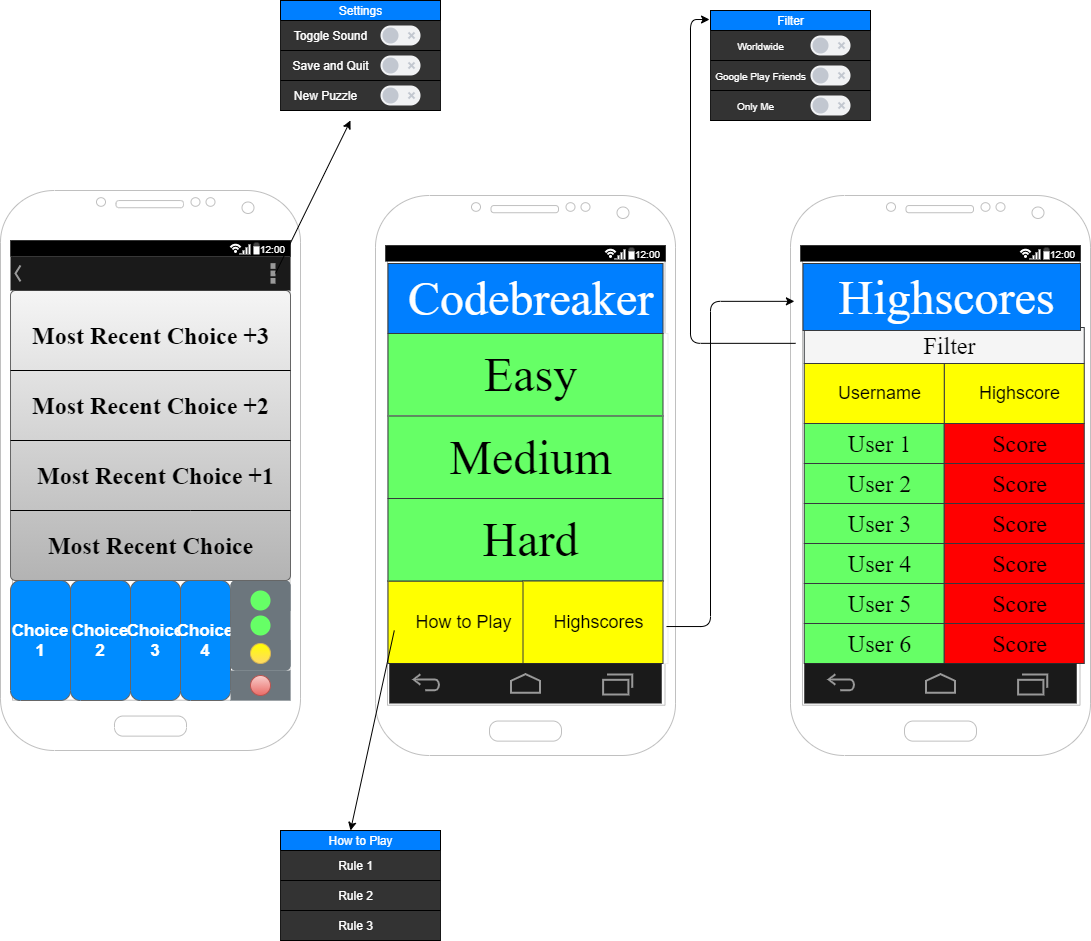 Settings
Toggle Sound
Save and Quit
New Puzzle
Filter
Worldwide
Google Play Friends
Only Me
12:00
Most Recent Choice +3
Most Recent Choice +2
Most Recent Choice +1
Most Recent Choice
Choice 1
Choice 2
Choice 3
Choice 4
12:00
Codebreaker
Easy
Medium
Hard
How to Play
Highscores
12:00
Highscores
Filter
Username Highscore
User 1 Score
User 2 Score
User 3 Score
User 4 Score
User 5 Score
User 6 Score
How to Play
Rule 1
Rule 2
Rule 3